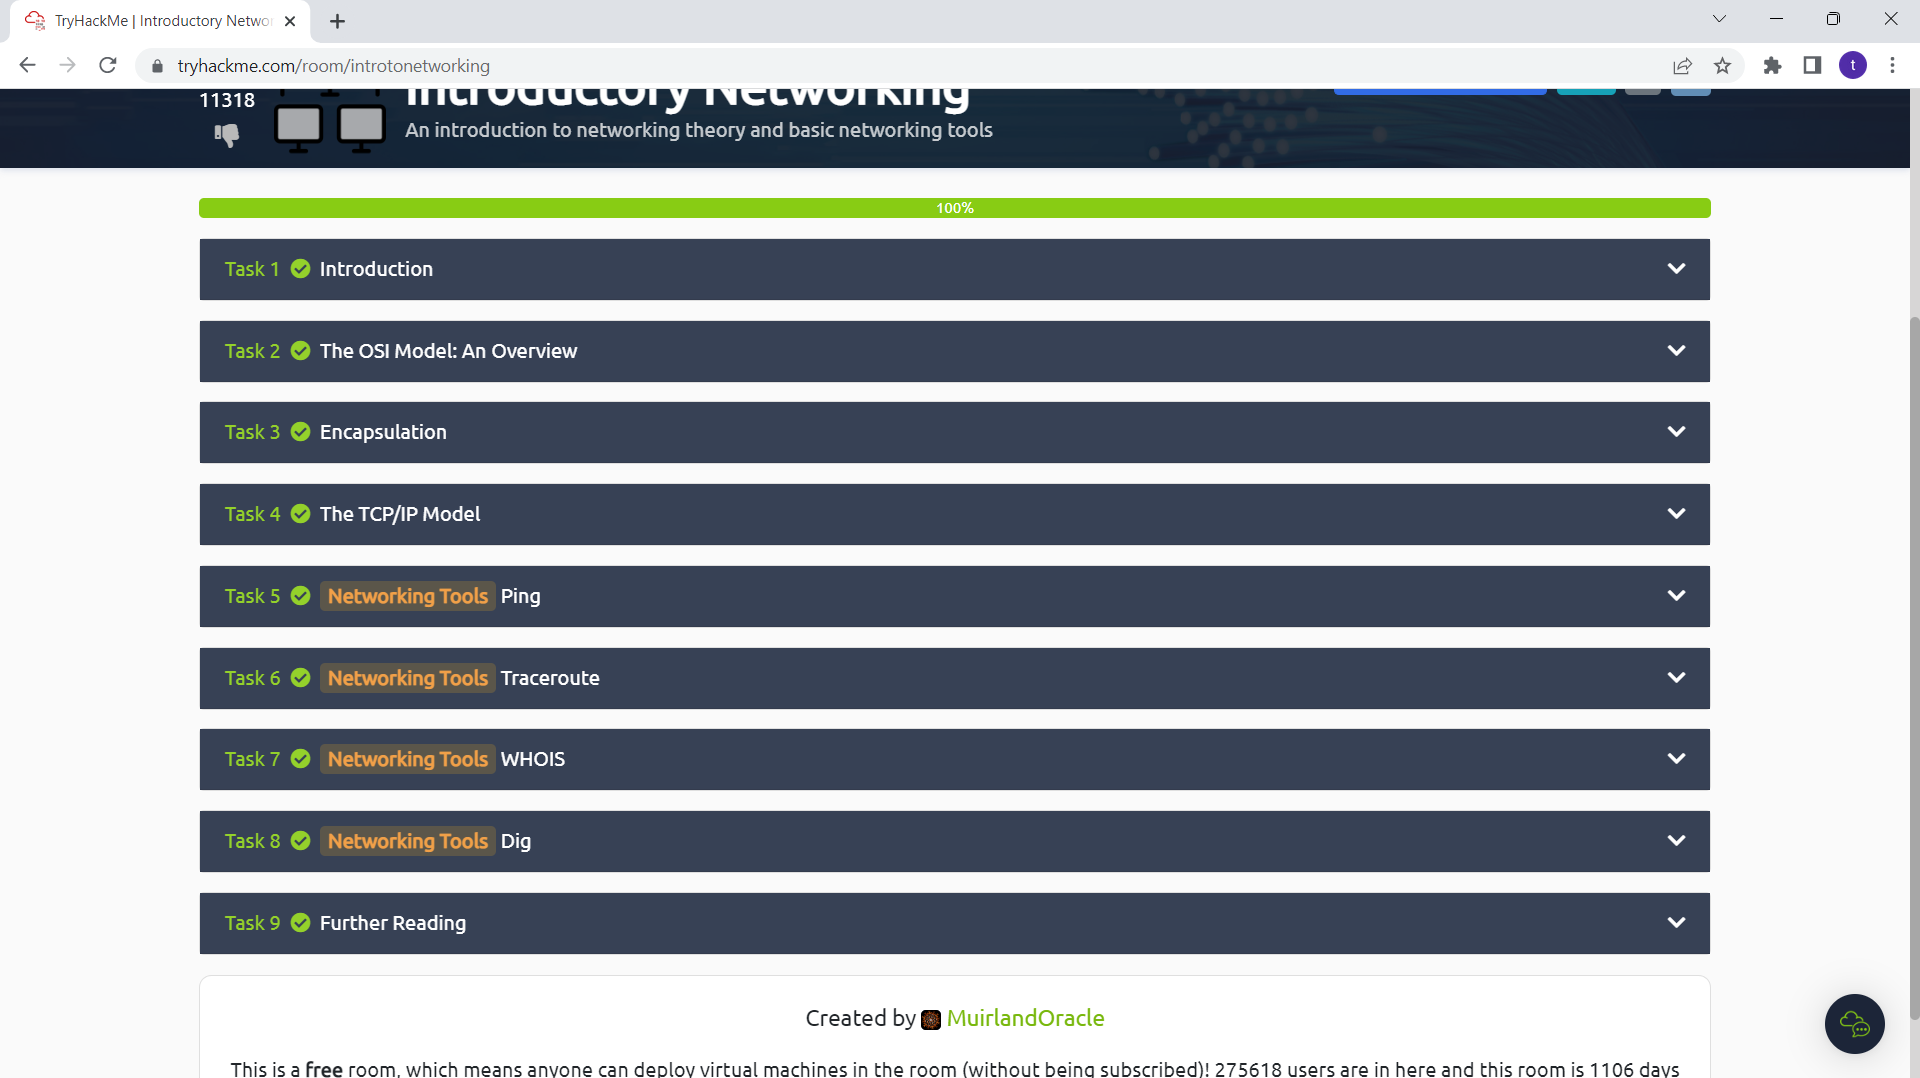 TryHackMe | Introductory Netwo
tryhackme.com/room/introtonetworking
t
11318
Introductory Networking
An introduction to networking theory and basic networking tools
100%
Task 1 Introduction
Task 2 The OSI Model: An Overview
Task 3 Encapsulation
Task 4 The TCP/IP Model
Task 5 Networking Tools Ping
Task 6 Networking Tools Traceroute
Task 7 Networking Tools WHOIS
Task 8 Networking Tools Dig
Task 9 Further Reading
Created by MuirlandOracle
This is a free room, which means anyone can deploy virtual machines in the room (without being subscribed)! 275618 users are in here and this room is 1106 days